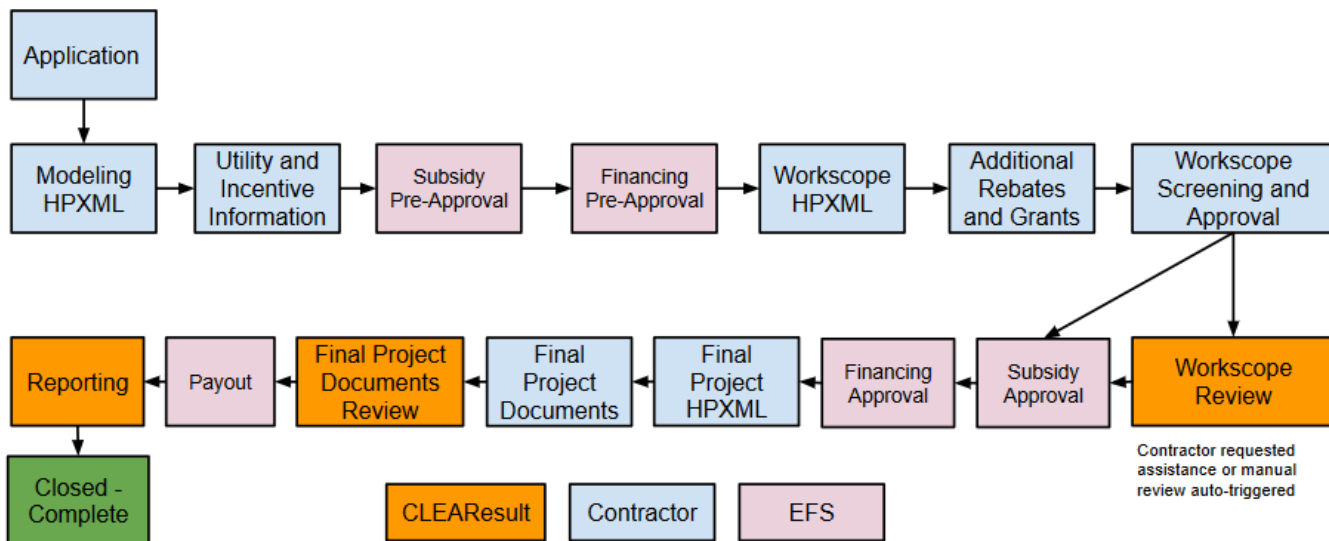 Application
Modeling
HPXML
Utility and
Incentive
Information
Subsidy
Pre-Approval
Financing
Pre-Approval
Workscope
HPXML
Additional
Rebates
and Grants
Workscope
Screening and
Approval
Reporting
Payout
Final Project
Documents
Review
Final
Project
Documents
Final
Project
HPXML
Financing
Approval
Subsidy
Approval
Workscope
Review
Contractor requested
assistance or manual
review auto-triggered
Closed -
Complete
CLEAResult
Contractor
EFS